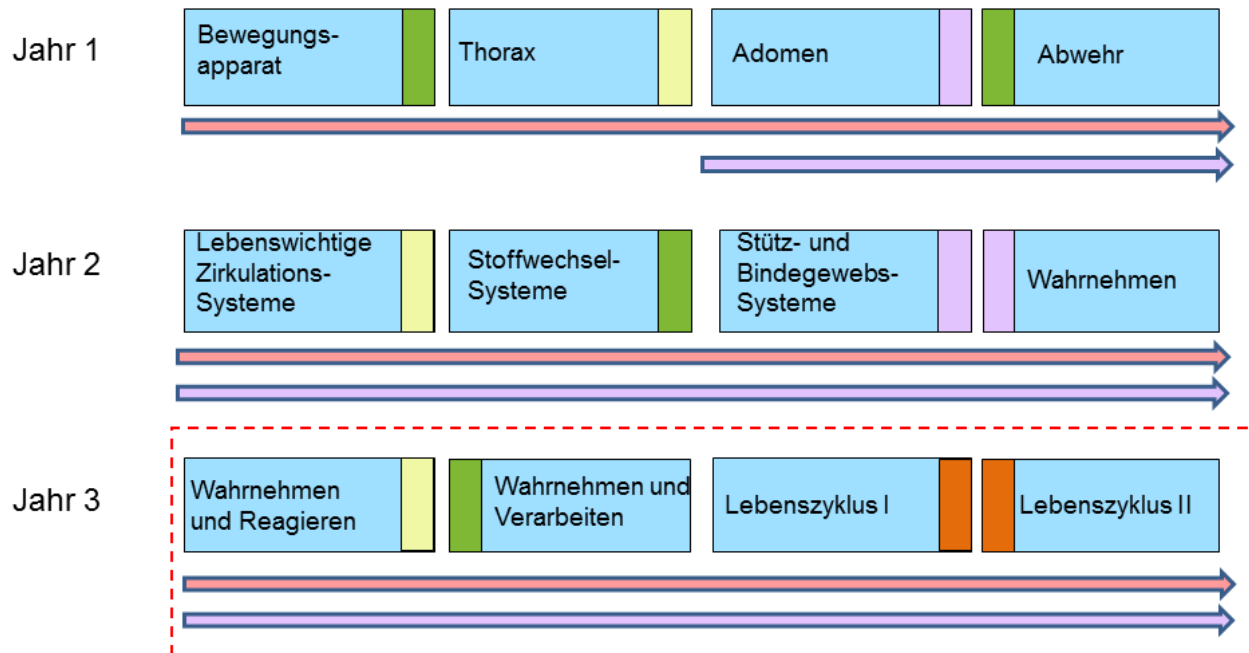 Jahr 1
Bewegungs-
apparat
Thorax
Adomen
Abwehr
Jahr 2
Lebenswichtige
Zirkulations-
Systeme
Stoffwechsel-
Systeme
Stütz- und
Bindegewebs-
Systeme
Wahrnehmen
Jahr 3
Wahrnehmen
und Reagieren
Wahrnehmen und
Verarbeiten
Lebenszyklus I
Lebenszyklus II